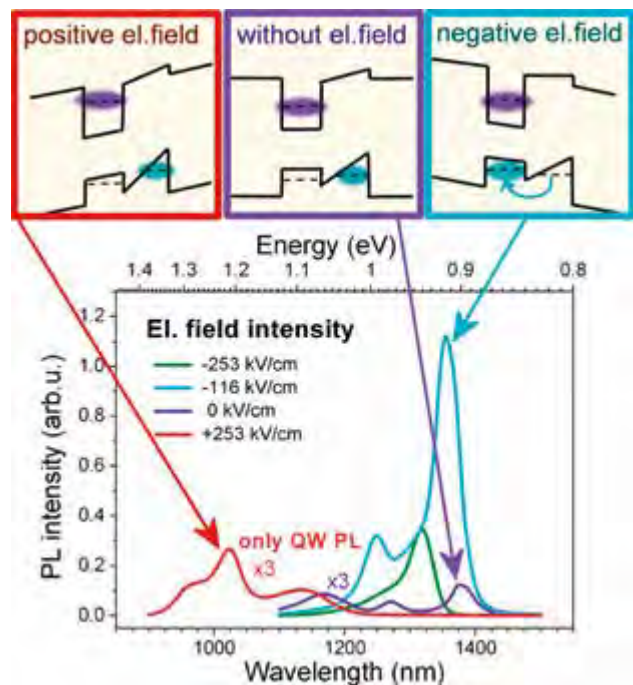 positive el.field without el.field negative el.field
Energy (eV)
1.4 1.3 1.2 1.1 1 0.9 0.8
El. field intensity
-253 kV/cm
-116 kV/cm
0 kV/cm
+253 kV/cm
PL intensity (arb.u.)
1.2
1.0
0.8
0.6
0.4
0.2
0.0
only QW PL
x3
x3
1000 1200 1400
Wavelength (nm)